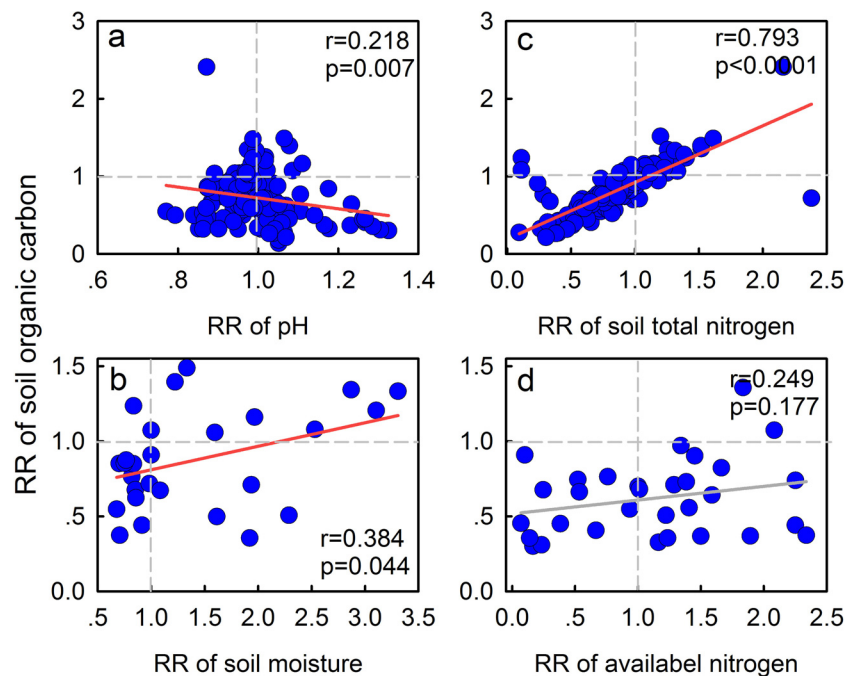 RR of soil organic carbon
a
r=0.218
p=0.007
3
2
1
0
.6 .8 1.0 1.2 1.4
RR of pH
c
r=0.793
p<0.0001
3
2
1
0
0.0 .5 1.0 1.5 2.0 2.5
RR of soil total nitrogen
b
r=0.384
p=0.044
1.5
1.0
.5
0.0
.5 1.0 1.5 2.0 2.5 3.0 3.5
RR of soil moisture
d
r=0.249
p=0.177
1.5
1.0
.5
0.0
0.0 .5 1.0 1.5 2.0 2.5
RR of availabel nitrogen